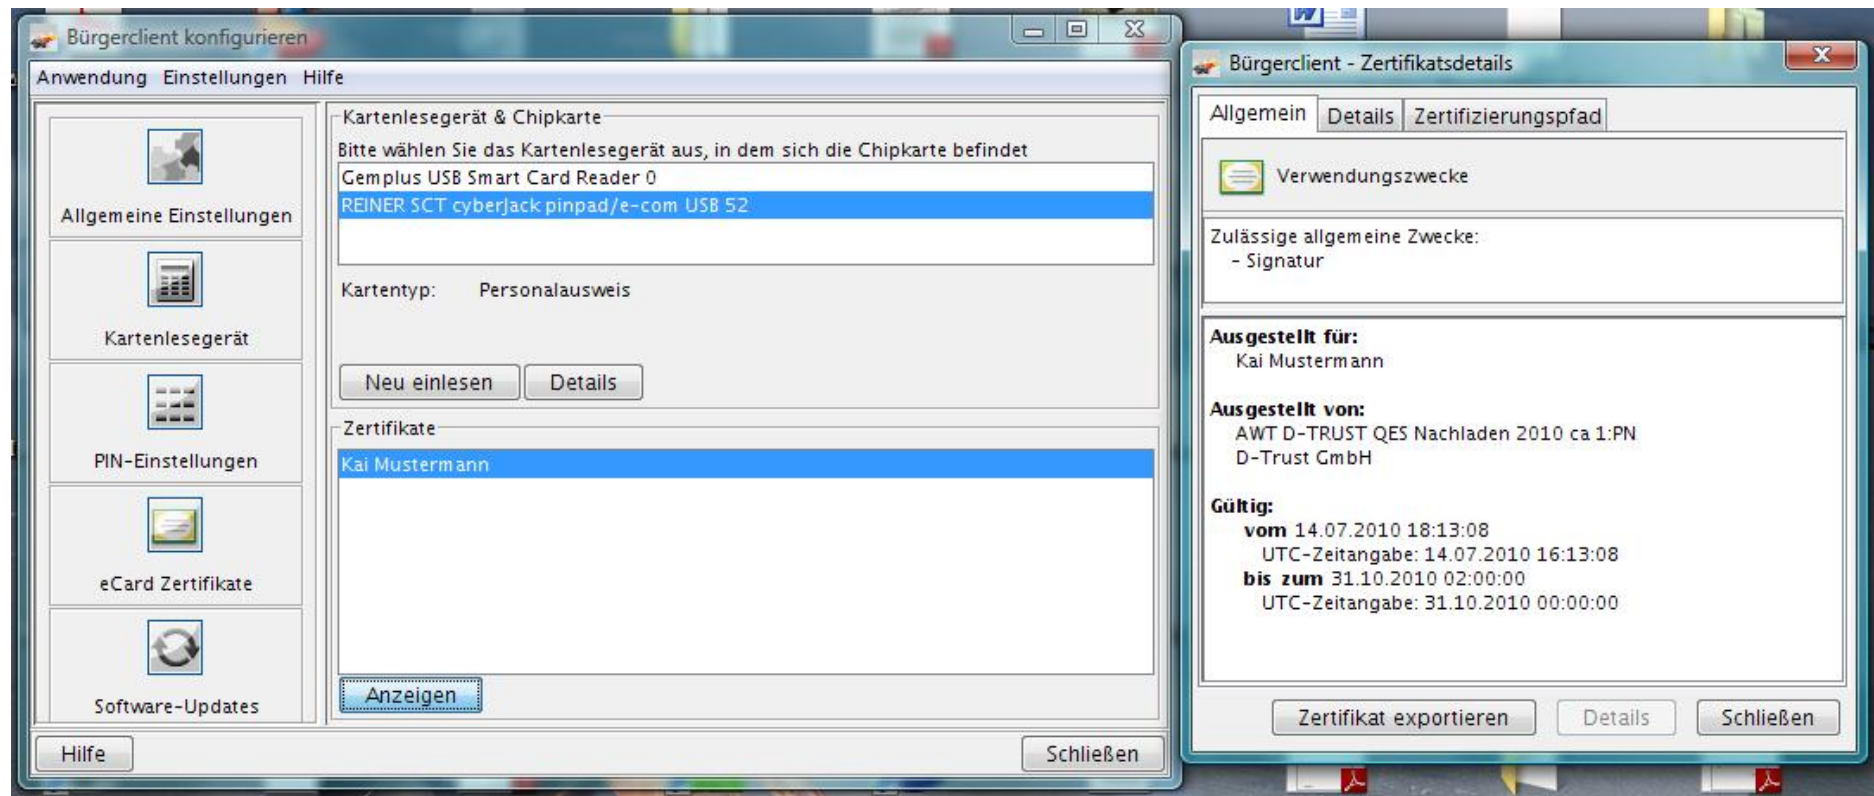 Bürgerclient konfigurieren
Anwendung Einstellungen Hilfe
Allgemeine Einstellungen
Kartenlesegerät
PIN-Einstellungen
eCard Zertifikate
Software-Updates
Kartenlesegerät & Chipkarte
Bitte wählen Sie das Kartenlesegerät aus, in dem sich die Chipkarte befindet
Gemplus USB Smart Card Reader 0
REINER SCT cyberJack pinpad/e-com USB 52
Kartentyp: Personalausweis
Neu einlesen Details
Zertifikate
Kai Mustermann
Anzeigen
Hilfe Schließen
Bürgerclient - Zertifikatsdetails
Allgemein Details Zertifizierungspfad
Verwendungszwecke
Zulässige allgemeine Zwecke:
- Signatur
Ausgestellt für:
Kai Mustermann
Ausgestellt von:
AWT D-TRUST QES Nachladen 2010 ca 1:PN
D-Trust GmbH
Gültig:
vom 14.07.2010 18:13:08
UTC-Zeitangabe: 14.07.2010 16:13:08
bis zum 31.10.2010 02:00:00
UTC-Zeitangabe: 31.10.2010 00:00:00
Zertifikat exportieren Details Schließen